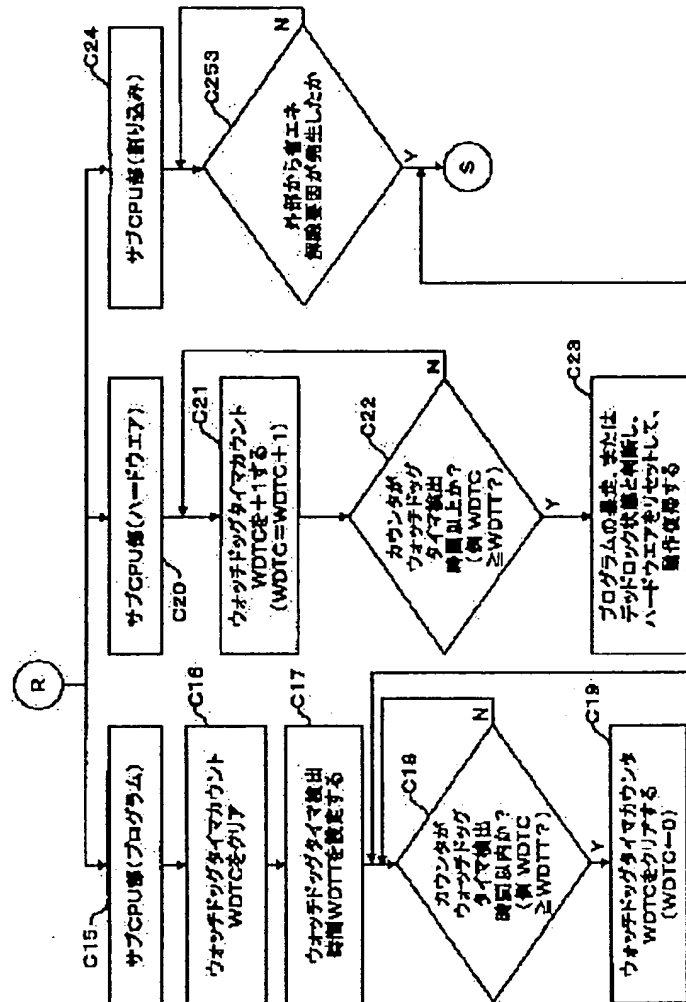 R
C15
サブCPU部(プログラム)
C16
ウォッチドッグタイマカウント
WDTCをクリア
C17
ウォッチドッグタイマ検出
時間WDTTを設定する
C18
カウンタが
ウォッチドッグ
タイマ検出
時間以内か?
(例 WDTC
≧WDTT?)
N
Y
C19
ウォッチドッグタイマカウンタ
WDTCをクリアする
(WDTC=0)
サブCPU部(ハードウエア)
C20
C21
ウォッチドッグタイマカウント
WDTCを+1する
(WDTC=WDTC+1)
C22
カウンタが
ウォッチドッグ
タイマ検出
時間以上か?
(例 WDTC
≧WDTT?)
N
Y
C23
プログラムの暴走、または
デッドロック状態と判断し、
ハードウエアをリセットして、
動作復帰する
C24
サブCPU部(割り込み)
C253
外部から省エネ
解除要因が発生したか
N
Y
S